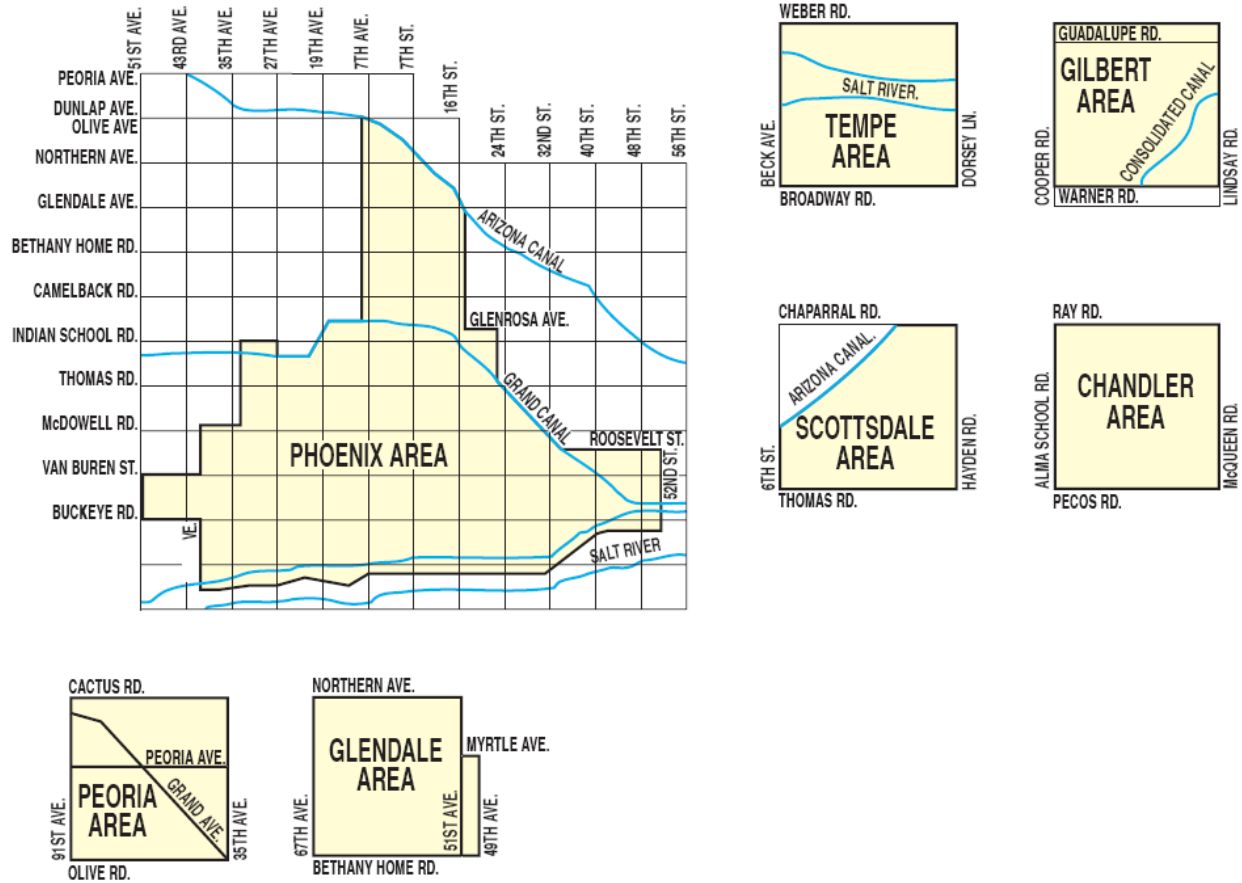 51ST AVE.
43RD AVE.
35TH AVE.
27TH AVE.
19TH AVE.
7TH AVE.
7TH ST.
16TH ST.
24TH ST.
32ND ST.
40TH ST.
48TH ST.
56TH ST.
PEORIA AVE.
DUNLAP AVE.
OLIVE AVE
NORTHERN AVE.
GLENDALE AVE.
BETHANY HOME RD.
CAMELBACK RD.
INDIAN SCHOOL RD.
THOMAS RD.
McDOWELL RD.
VAN BUREN ST.
BUCKEYE RD.
ARIZONA CANAL
GLENROSA AVE.
GRAND CANAL
ROOSEVELT ST.
52ND ST.
PHOENIX AREA
VE.
SALT RIVER
WEBER RD.
SALT RIVER.
TEMPE
AREA
BECK AVE.
DORSEY LN.
BROADWAY RD.
GUADALUPE RD.
GILBERT
AREA
CONSOLIDATED CANAL
COOPER RD.
LINDSAY RD.
WARNER RD.
CHAPARRAL RD.
ARIZONA CANAL.
SCOTTSDALE
AREA
6TH ST.
HAYDEN RD.
THOMAS RD.
RAY RD.
CHANDLER
AREA
ALMA SCHOOL RD.
McQUEEN RD.
PECOS RD.
CACTUS RD.
PEORIA AVE.
GRAND AVE.
PEORIA
AREA
91ST AVE.
35TH AVE.
OLIVE RD.
NORTHERN AVE.
GLENDALE
AREA
MYRTLE AVE.
67TH AVE.
51ST AVE.
49TH AVE.
BETHANY HOME RD.